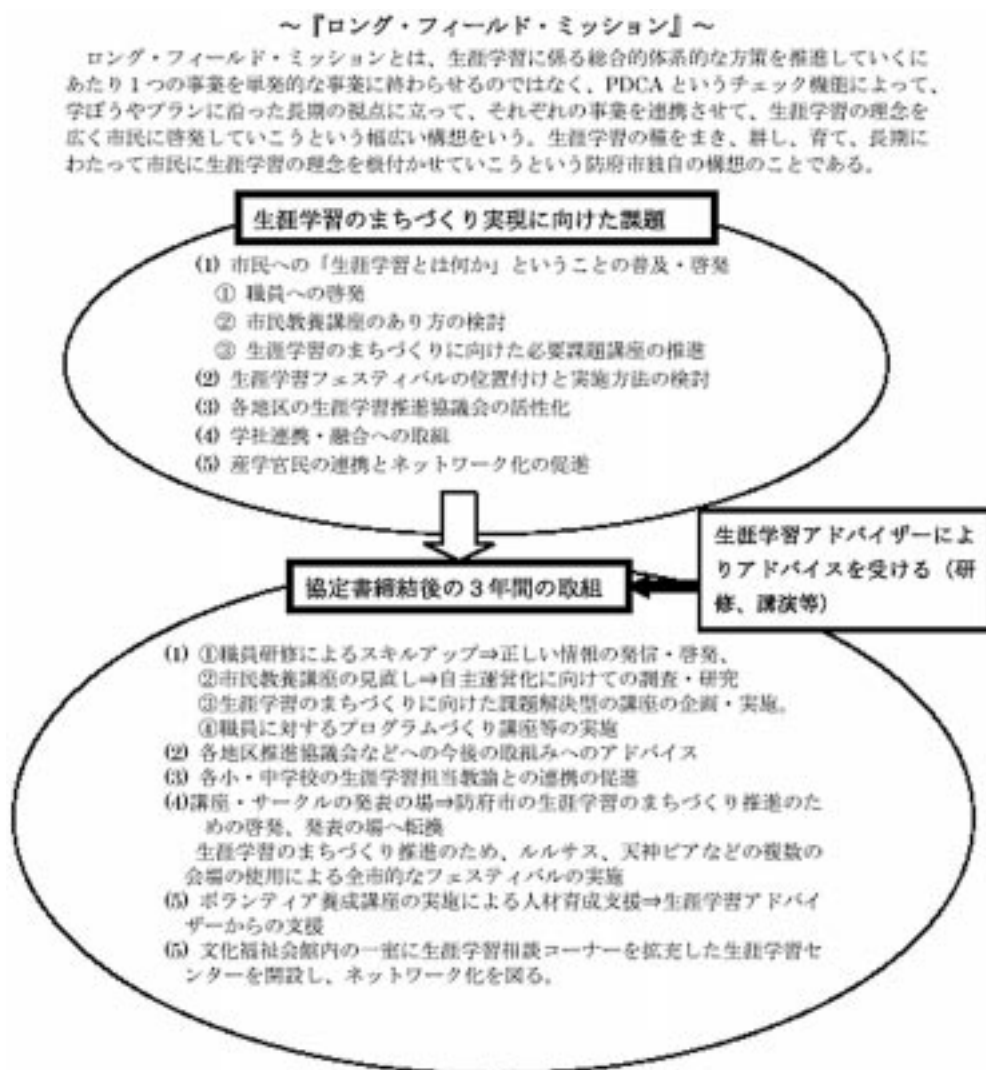 ～『ロング・フィールド・ミッション』～
ロング・フィールド・ミッションとは、生涯学習に係る総合的体系的な方策を推進していくに
あたり１つの事業を単発的な事業に終わらせるのではなく、PDCAというチェック機能によって、
学ぼうやプランに沿った長期の視点に立って、それぞれの事業を連携させて、生涯学習の理念を
広く市民に啓発していこうという幅広い構想をいう。生涯学習の種をまき、耕し、育て、長期に
わたって市民に生涯学習の理念を根付かせていこうという防府市独自の構想のことである。
生涯学習のまちづくり実現に向けた課題
(1) 市民への「生涯学習とは何か」ということの普及・啓発
① 職員への啓発
② 市民教養講座のあり方の検討
③ 生涯学習のまちづくりに向けた必要課題講座の推進
(2) 生涯学習フェスティバルの位置付けと実施方法の検討
(3) 各地区の生涯学習推進協議会の活性化
(4) 学社連携・融合への取組
(5) 産学官民の連携とネットワーク化の促進
生涯学習アドバイザーによ
りアドバイスを受ける（研
修、講演等）
協定書締結後の３年間の取組
(1) ①職員研修によるスキルアップ⇒正しい情報の発信・啓発、
②市民教養講座の見直し⇒自主運営化に向けての調査・研究
③生涯学習のまちづくりに向けた課題解決型の講座の企画・実施。
④職員に対するプログラムづくり講座等の実施
(2) 各地区推進協議会などへの今後の取組みへのアドバイス
(3) 各小・中学校の生涯学習担当教諭との連携の促進
(4)講座・サークルの発表の場⇒防府市の生涯学習のまちづくり推進のた
めの啓発、発表の場へ転換
生涯学習のまちづくり推進のため、ルルサス、天神ピアなどの複数の
会場の使用による全市的なフェスティバルの実施
(5) ボランティア養成講座の実施による人材育成支援⇒生涯学習アドバイ
ザーからの支援
(5) 文化福祉会館内の一室に生涯学習相談コーナーを拡充した生涯学習セ
ンターを開設し、ネットワーク化を図る。